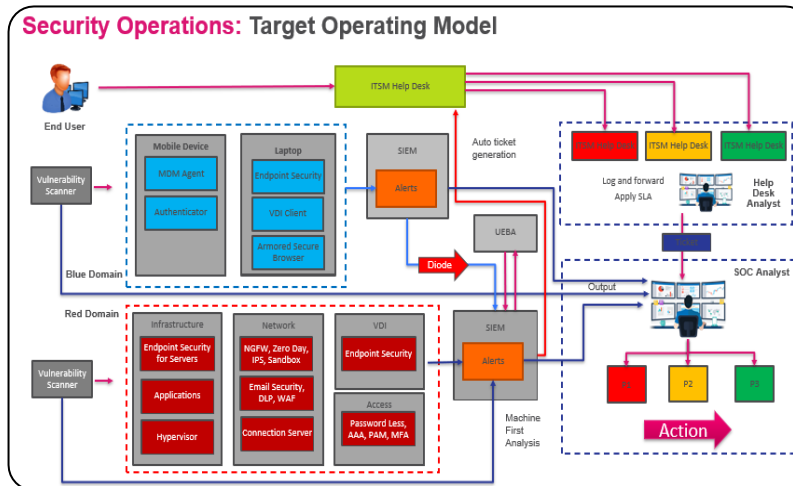 Security Operations: Target Operating Model
ITSM Help Desk
End User
Auto ticket
generation
ITSM Help Desk
ITSM Help Desk
ITSM Help Desk
Log and forward
Apply SLA
Help
Desk
Analyst
Vulnerability
Scanner
Mobile Device
MDM Agent
Authenticator
Laptop
Endpoint Security
VDI Client
Armored Secure
Browser
SIEM
Alerts
UEBA
Blue Domain
Diode
Ticket
Output
SOC Analyst
Red Domain
Vulnerability
Scanner
Infrastructure
Endpoint Security
for Servers
Applications
Hypervisor
Network
NGFW, Zero Day,
IPS, Sandbox
Email Security,
DLP, WAF
Connection Server
VDI
Endpoint Security
Access
Password Less,
AAA, PAM, MFA
SIEM
Alerts
Machine
First
Analysis
P1
P2
P3
Action